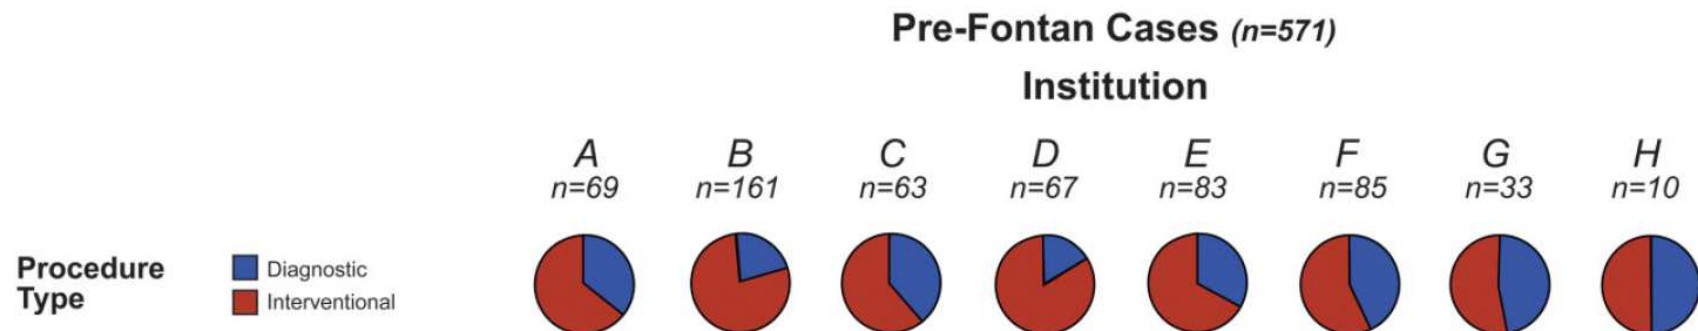 Pre-Fontan Cases (n=571)
Institution
A B C D E F G H
n=69 n=161 n=63 n=67 n=83 n=85 n=33 n=10
Procedure Type
Diagnostic
Interventional